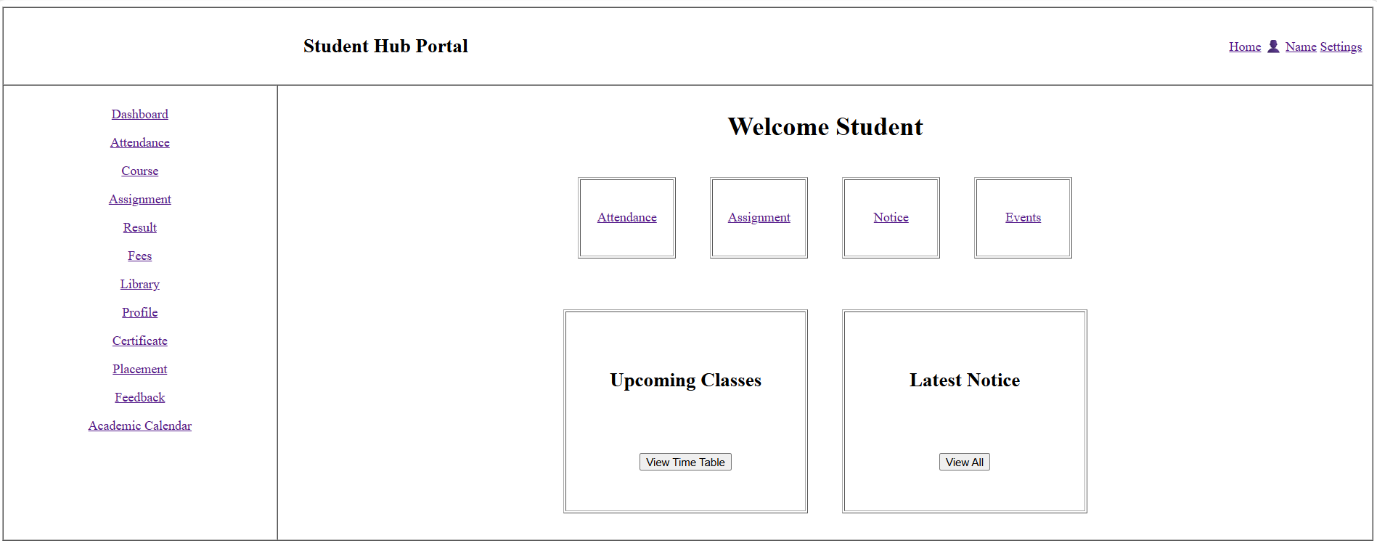 Student Hub Portal
Home 👤 Name Settings
Dashboard
Attendance
Course
Assignment
Result
Fees
Library
Profile
Certificate
Placement
Feedback
Academic Calendar
Welcome Student
Attendance
Assignment
Notice
Events
Upcoming Classes
View Time Table
Latest Notice
View All